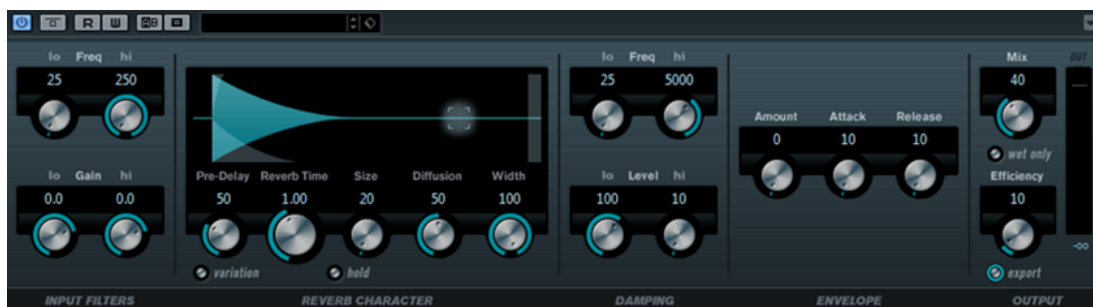 R W A B
lo Freq hi
25 250
lo Gain hi
0.0 0.0
INPUT FILTERS
Pre-Delay Reverb Time Size Diffusion Width
50 1.00 20 50 100
variation hold
REVERB CHARACTER
lo Freq hi
25 5000
lo Level hi
100 10
DAMPING
Amount Attack Release
0 10 10
ENVELOPE
Mix OUT
40
wet only
Efficiency
10
-∞
export
OUTPUT